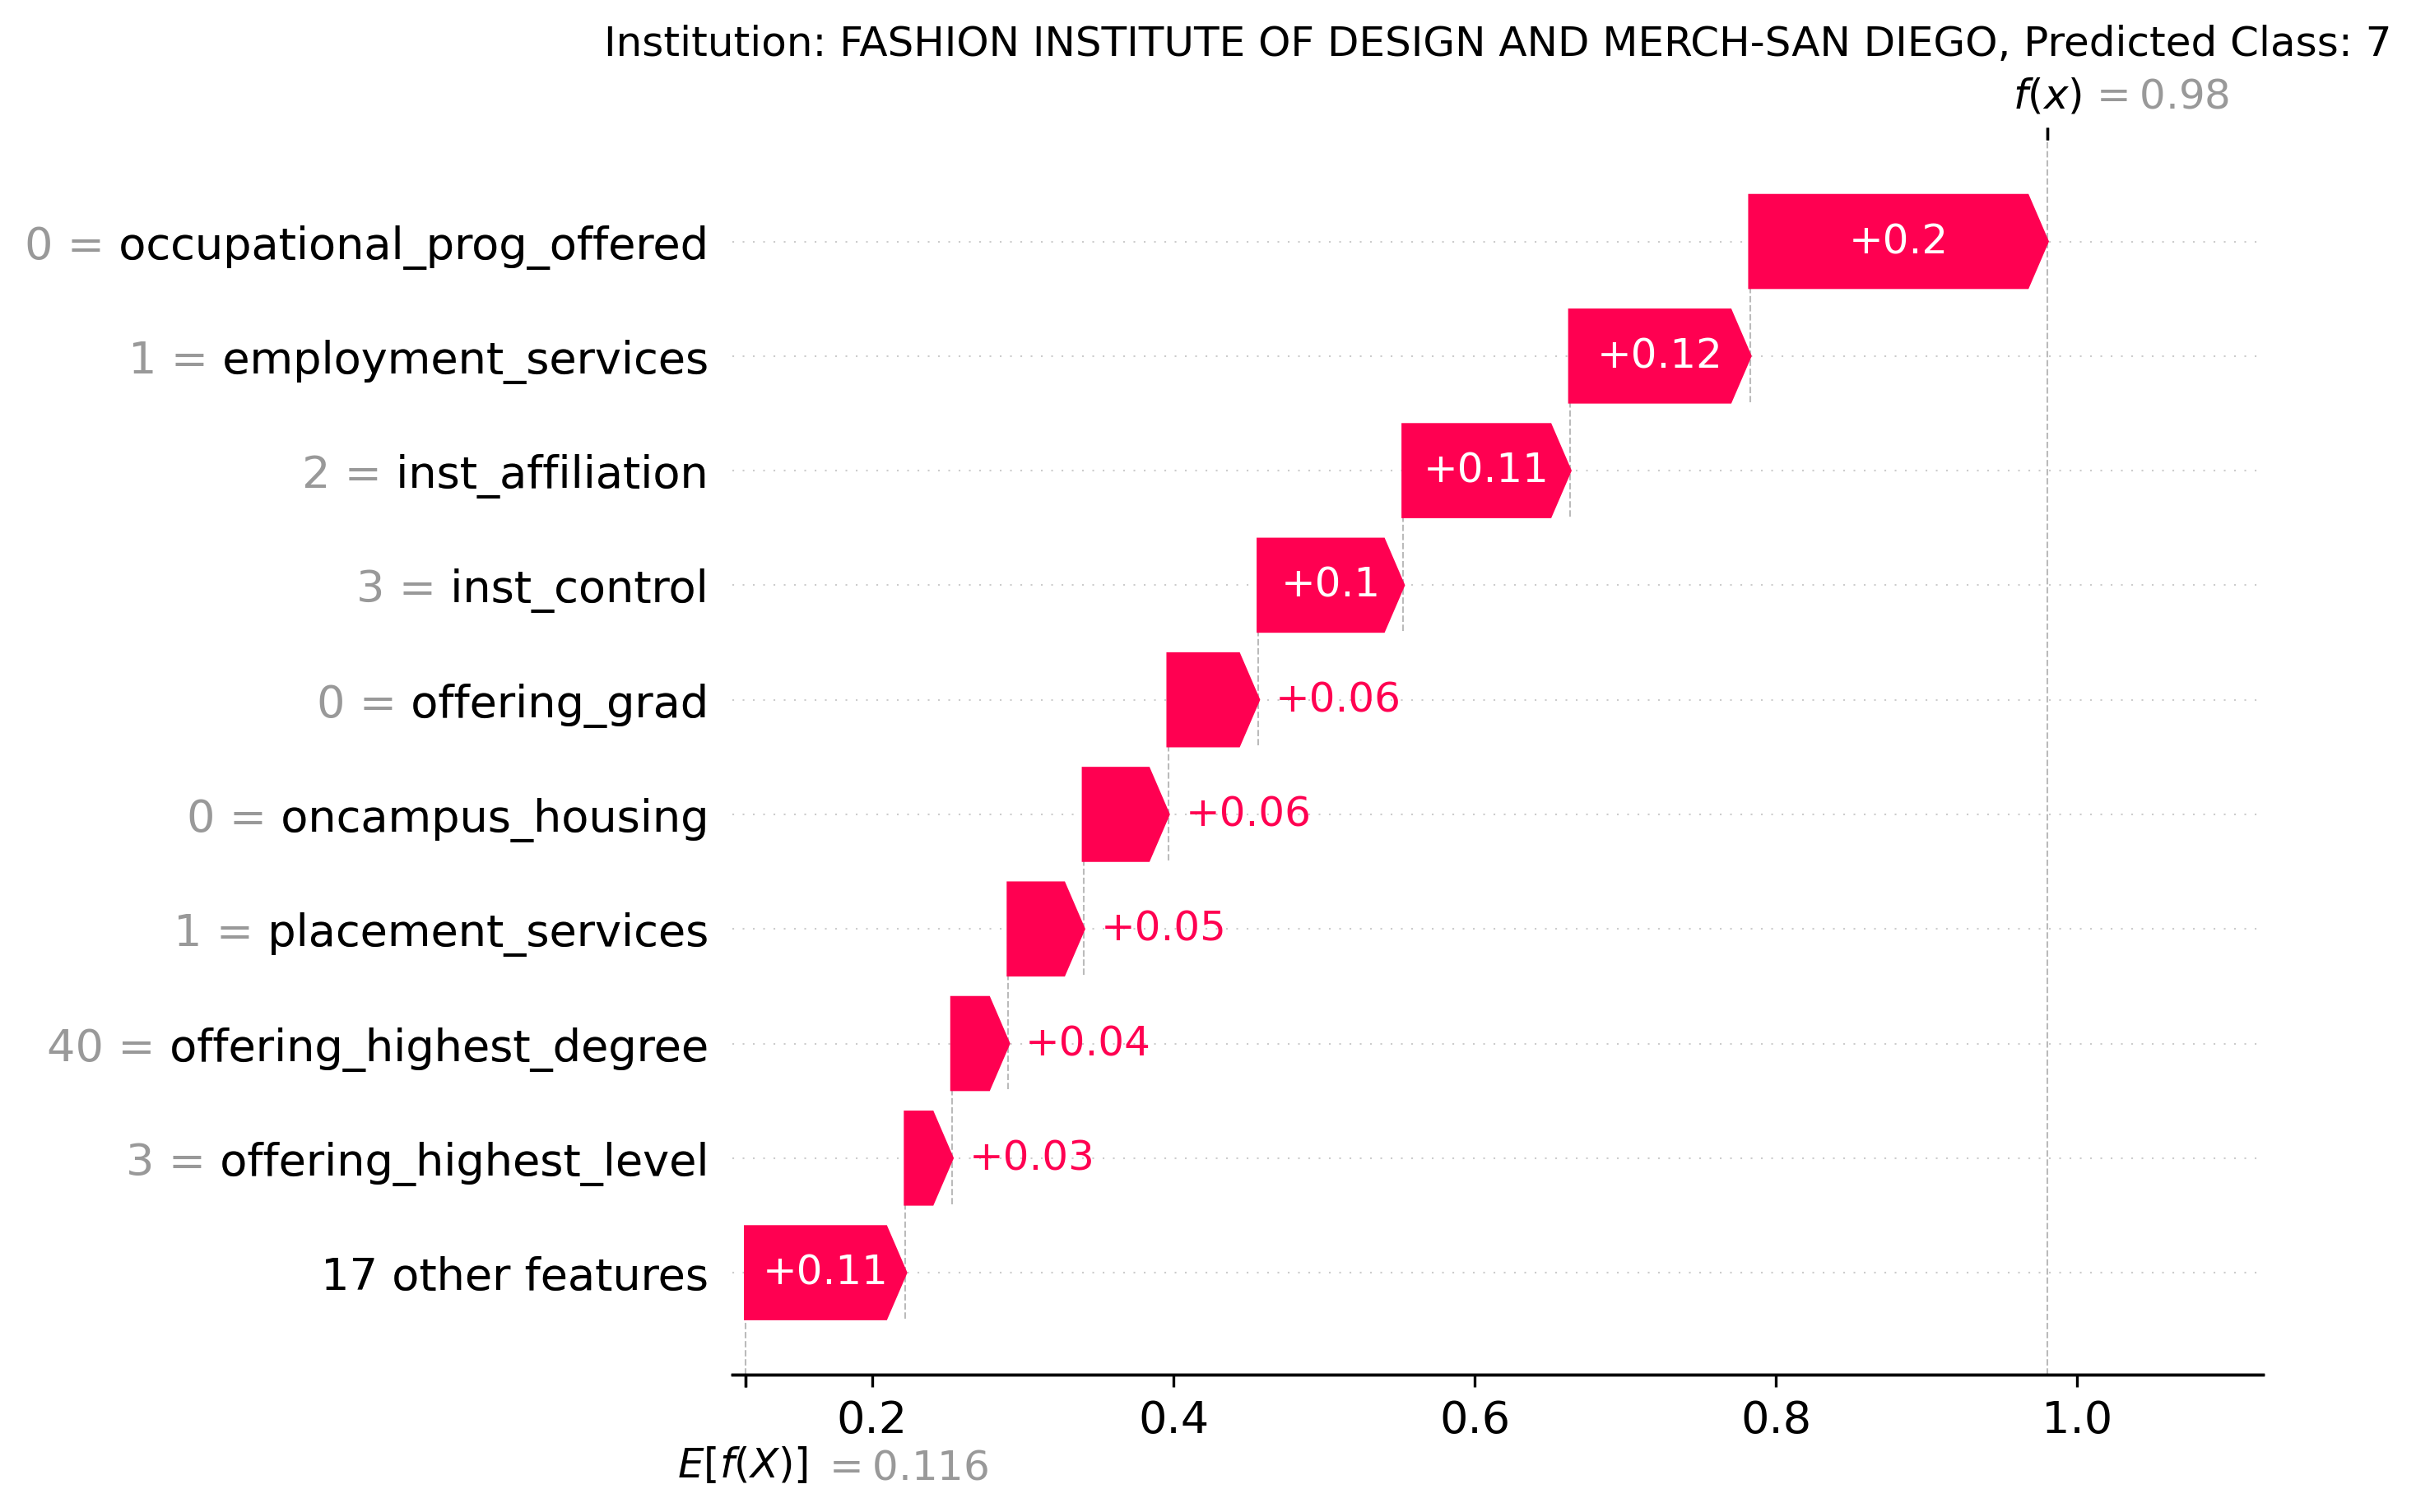 Institution: FASHION INSTITUTE OF DESIGN AND MERCH-SAN DIEGO, Predicted Class: 7
f(x) = 0.98
0 = occupational_prog_offered +0.2
1 = employment_services +0.12
2 = inst_affiliation +0.11
3 = inst_control +0.1
0 = offering_grad +0.06
0 = oncampus_housing +0.06
1 = placement_services +0.05
40 = offering_highest_degree +0.04
3 = offering_highest_level +0.03
17 other features +0.11
0.2 0.4 0.6 0.8 1.0
E[f(X)] = 0.116